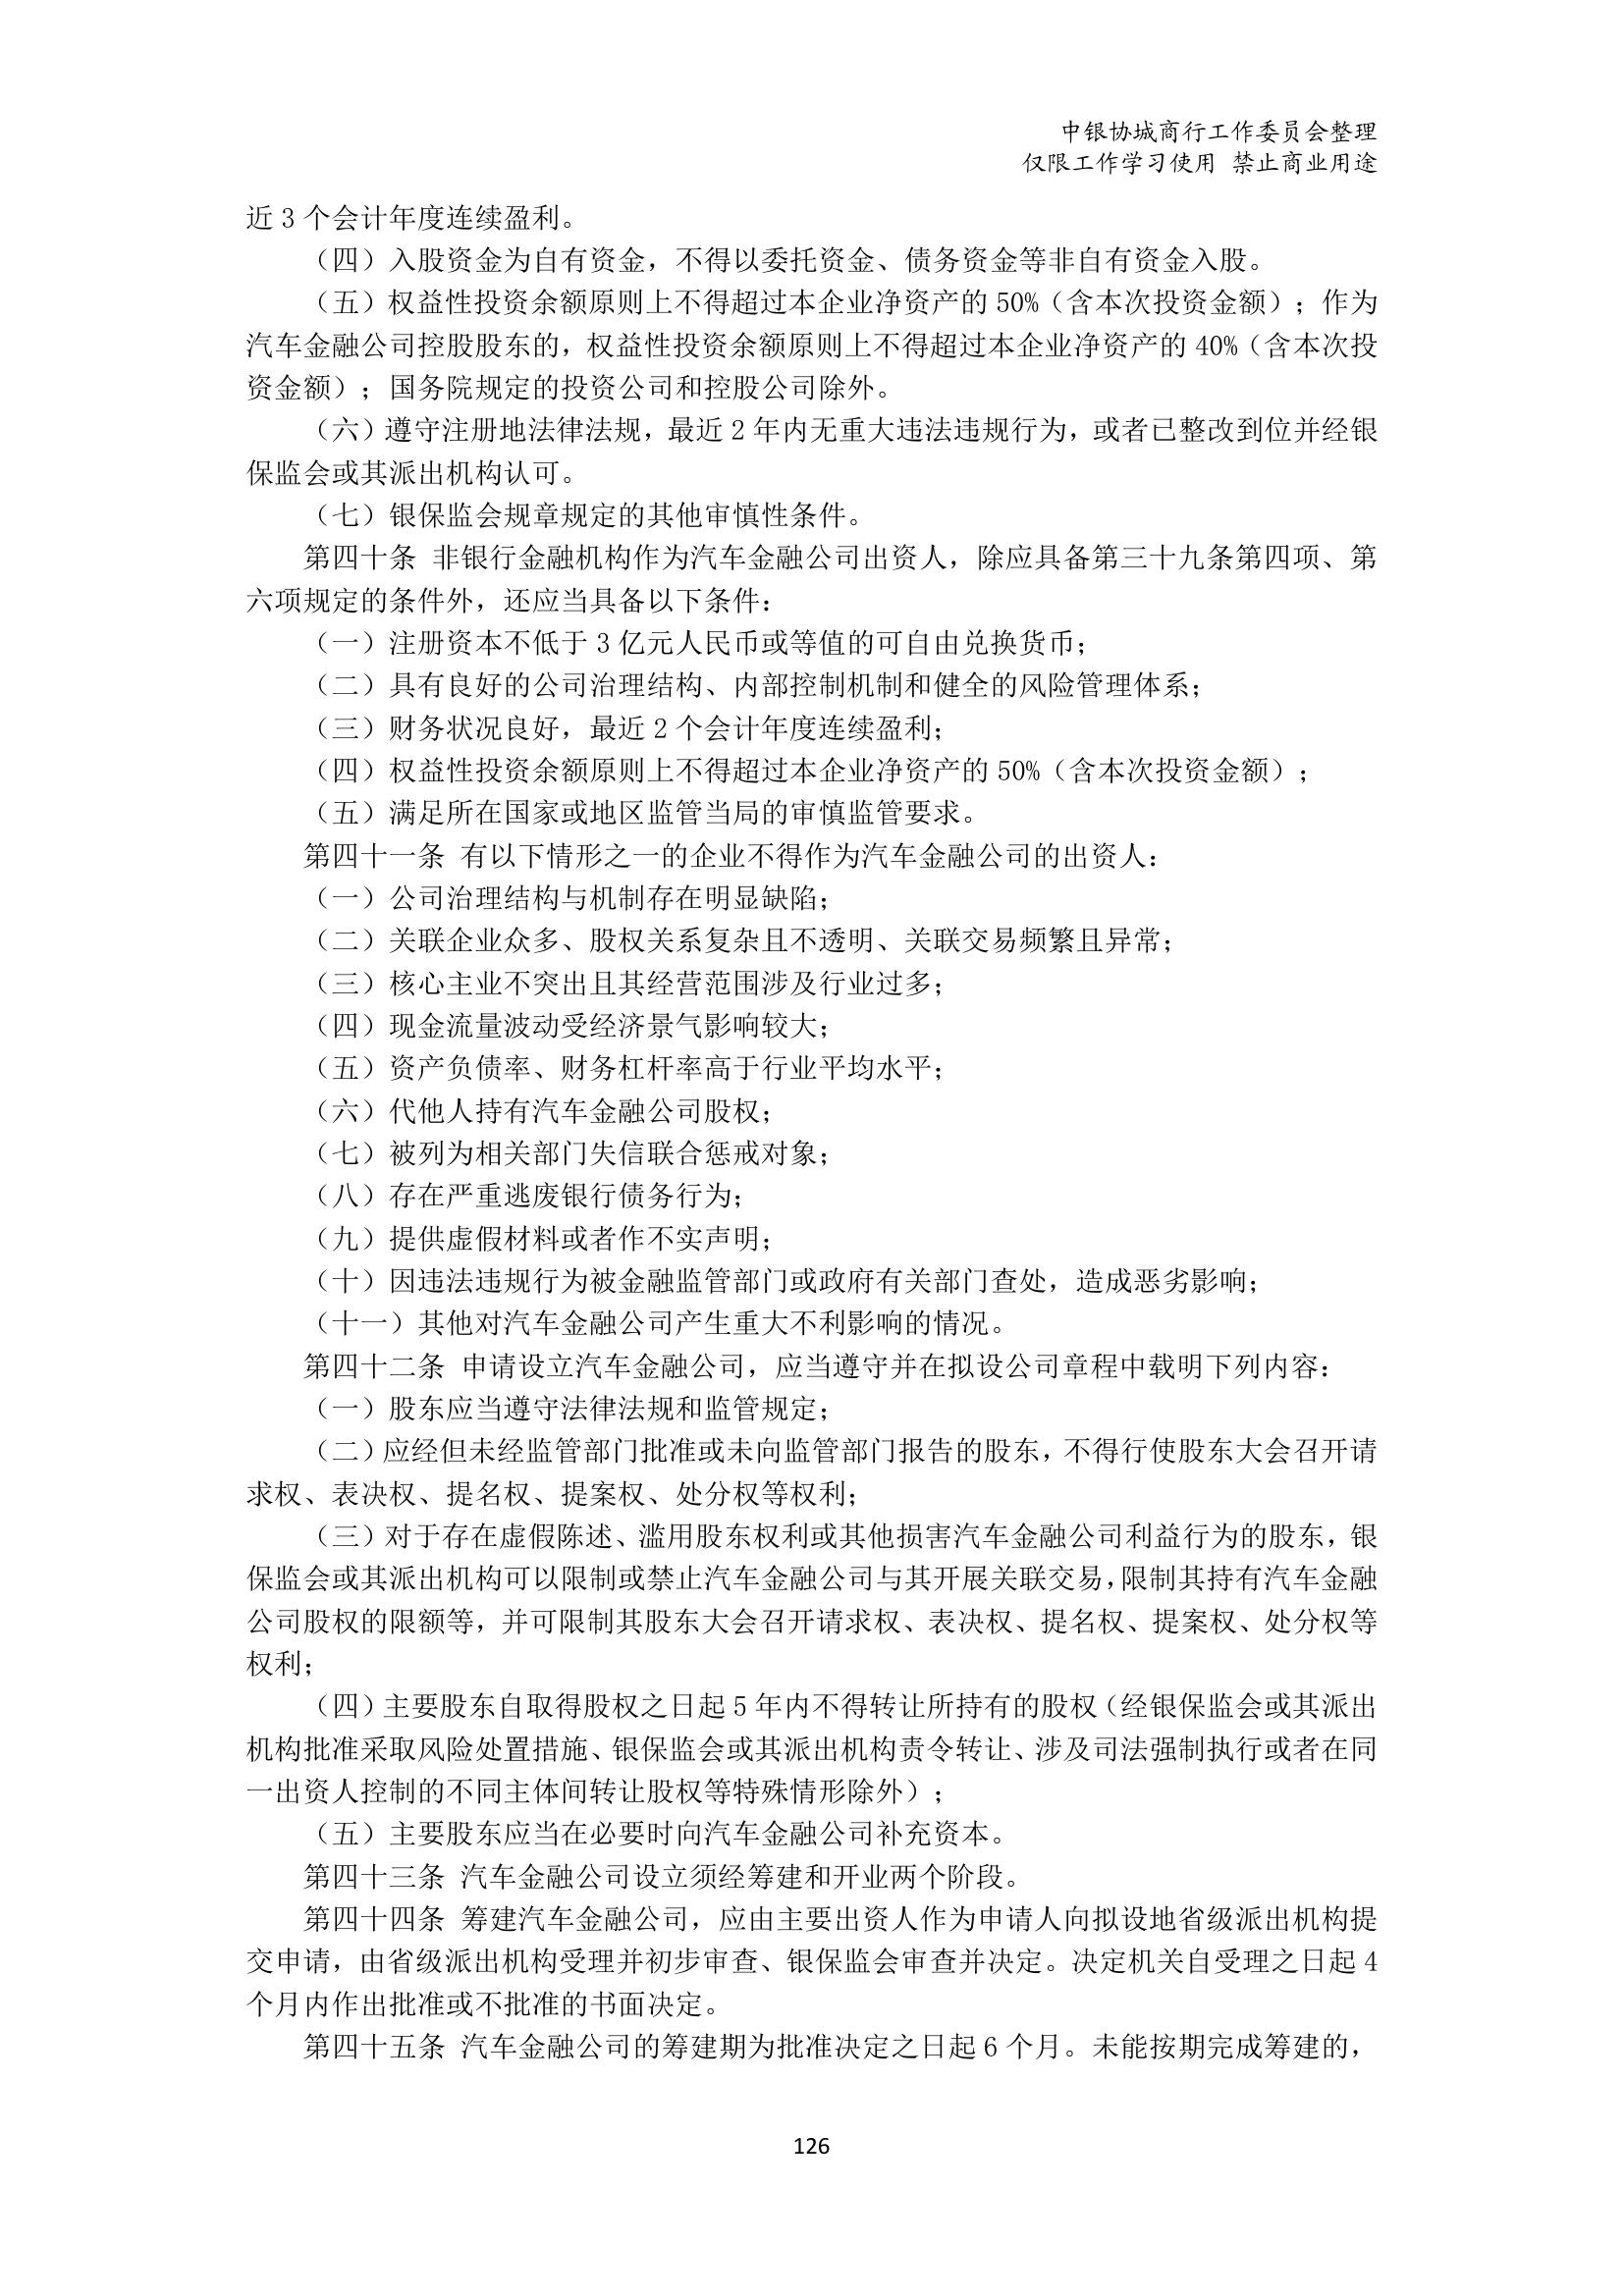 中银协城商行工作委员会整理
仅限工作学习使用 禁止商业用途
近 3 个会计年度连续盈利。
（四）入股资金为自有资金，不得以委托资金、债务资金等非自有资金入股。
（五）权益性投资余额原则上不得超过本企业净资产的 50%（含本次投资金额）；作为
汽车金融公司控股股东的，权益性投资余额原则上不得超过本企业净资产的 40%（含本次投
资金额）；国务院规定的投资公司和控股公司除外。
（六）遵守注册地法律法规，最近 2 年内无重大违法违规行为，或者已整改到位并经银
保监会或其派出机构认可。
（七）银保监会规章规定的其他审慎性条件。
第四十条 非银行金融机构作为汽车金融公司出资人，除应具备第三十九条第四项、第
六项规定的条件外，还应当具备以下条件：
（一）注册资本不低于 3 亿元人民币或等值的可自由兑换货币；
（二）具有良好的公司治理结构、内部控制机制和健全的风险管理体系；
（三）财务状况良好，最近 2 个会计年度连续盈利；
（四）权益性投资余额原则上不得超过本企业净资产的 50%（含本次投资金额）；
（五）满足所在国家或地区监管当局的审慎监管要求。
第四十一条 有以下情形之一的企业不得作为汽车金融公司的出资人：
（一）公司治理结构与机制存在明显缺陷；
（二）关联企业众多、股权关系复杂且不透明、关联交易频繁且异常；
（三）核心主业不突出且其经营范围涉及行业过多；
（四）现金流量波动受经济景气影响较大；
（五）资产负债率、财务杠杆率高于行业平均水平；
（六）代他人持有汽车金融公司股权；
（七）被列为相关部门失信联合惩戒对象；
（八）存在严重逃废银行债务行为；
（九）提供虚假材料或者作不实声明；
（十）因违法违规行为被金融监管部门或政府有关部门查处，造成恶劣影响；
（十一）其他对汽车金融公司产生重大不利影响的情况。
第四十二条 申请设立汽车金融公司，应当遵守并在拟设公司章程中载明下列内容：
（一）股东应当遵守法律法规和监管规定；
（二）应经但未经监管部门批准或未向监管部门报告的股东，不得行使股东大会召开请
求权、表决权、提名权、提案权、处分权等权利；
（三）对于存在虚假陈述、滥用股东权利或其他损害汽车金融公司利益行为的股东，银
保监会或其派出机构可以限制或禁止汽车金融公司与其开展关联交易，限制其持有汽车金融
公司股权的限额等，并可限制其股东大会召开请求权、表决权、提名权、提案权、处分权等
权利；
（四）主要股东自取得股权之日起 5 年内不得转让所持有的股权（经银保监会或其派出
机构批准采取风险处置措施、银保监会或其派出机构责令转让、涉及司法强制执行或者在同
一出资人控制的不同主体间转让股权等特殊情形除外）；
（五）主要股东应当在必要时向汽车金融公司补充资本。
第四十三条 汽车金融公司设立须经筹建和开业两个阶段。
第四十四条 筹建汽车金融公司，应由主要出资人作为申请人向拟设地省级派出机构提
交申请，由省级派出机构受理并初步审查、银保监会审查并决定。决定机关自受理之日起 4
个月内作出批准或不批准的书面决定。
第四十五条 汽车金融公司的筹建期为批准决定之日起 6 个月。未能按期完成筹建的，
126